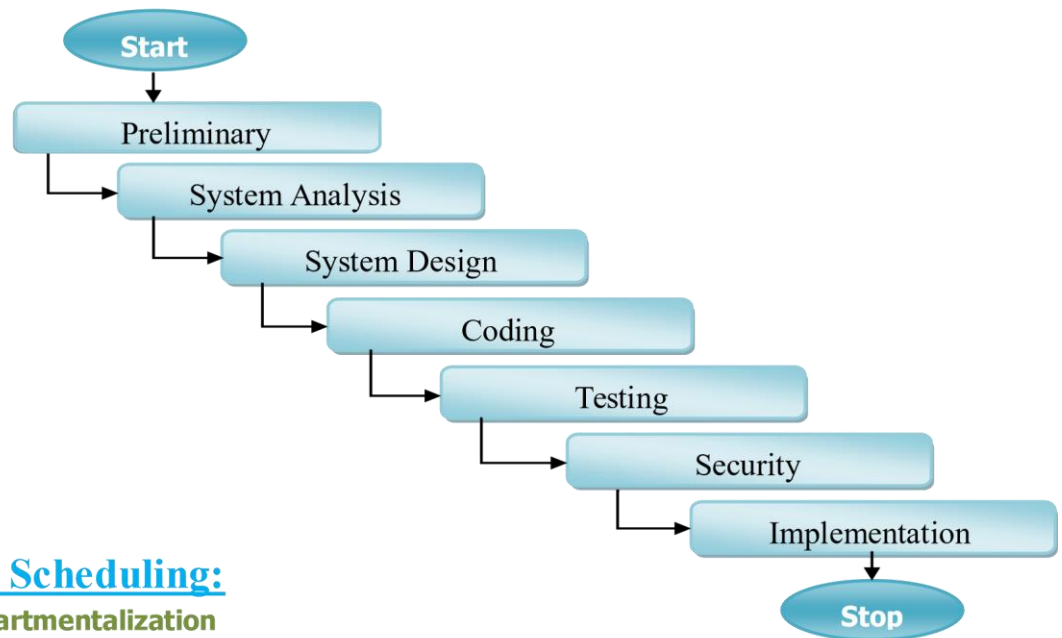 Start
Preliminary
System Analysis
System Design
Coding
Testing
Security
Implementation
Stop
Scheduling:
artmentalization